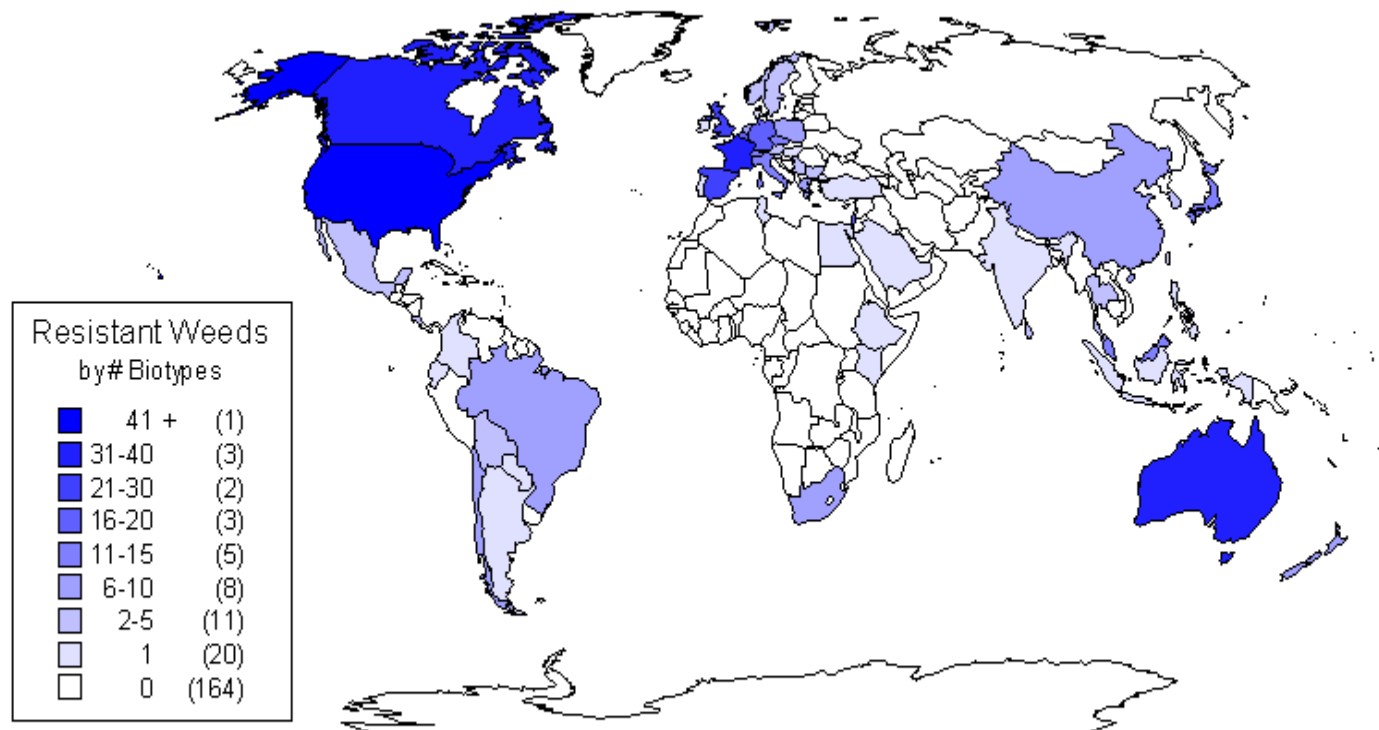 Resistant Weeds
by # Biotypes
41 + (1)
31-40 (3)
21-30 (2)
16-20 (3)
11-15 (5)
6-10 (8)
2-5 (11)
1 (20)
0 (164)